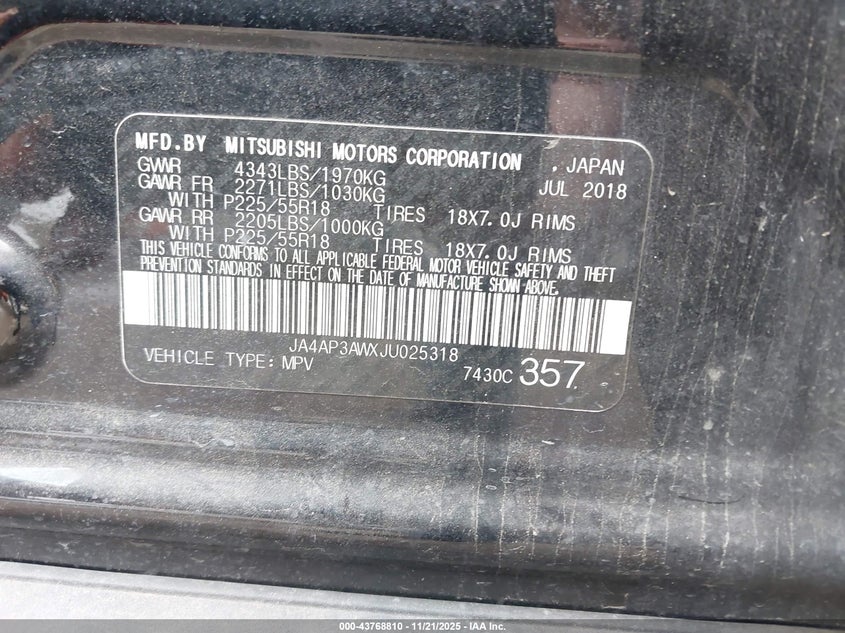 MFD.BY MITSUBISHI MOTORS CORPORATION , JAPAN
GVWR 4343LBS/1970KG JUL 2018
GAWR FR 2271LBS/1030KG
WITH P225/55R18 TIRES 18X7.0J RIMS
GAWR RR 2205LBS/1000KG
WITH P225/55R18 TIRES 18X7.0J RIMS
THIS VEHICLE CONFORMS TO ALL APPLICABLE FEDERAL MOTOR VEHICLE SAFETY AND THEFT
PREVENTION STANDARDS IN EFFECT ON THE DATE OF MANUFACTURE SHOWN ABOVE.
JA4AP3AWXJU025318
VEHICLE TYPE: MPV 7430C 357
000-43768810 - 11/21/2025 - IAA Inc.